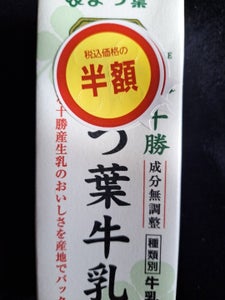 よつ葉
税込価格の
半額
十勝
つ葉牛乳
成分無調整
種類別 牛乳
十勝産生乳のおいしさを産地でパック